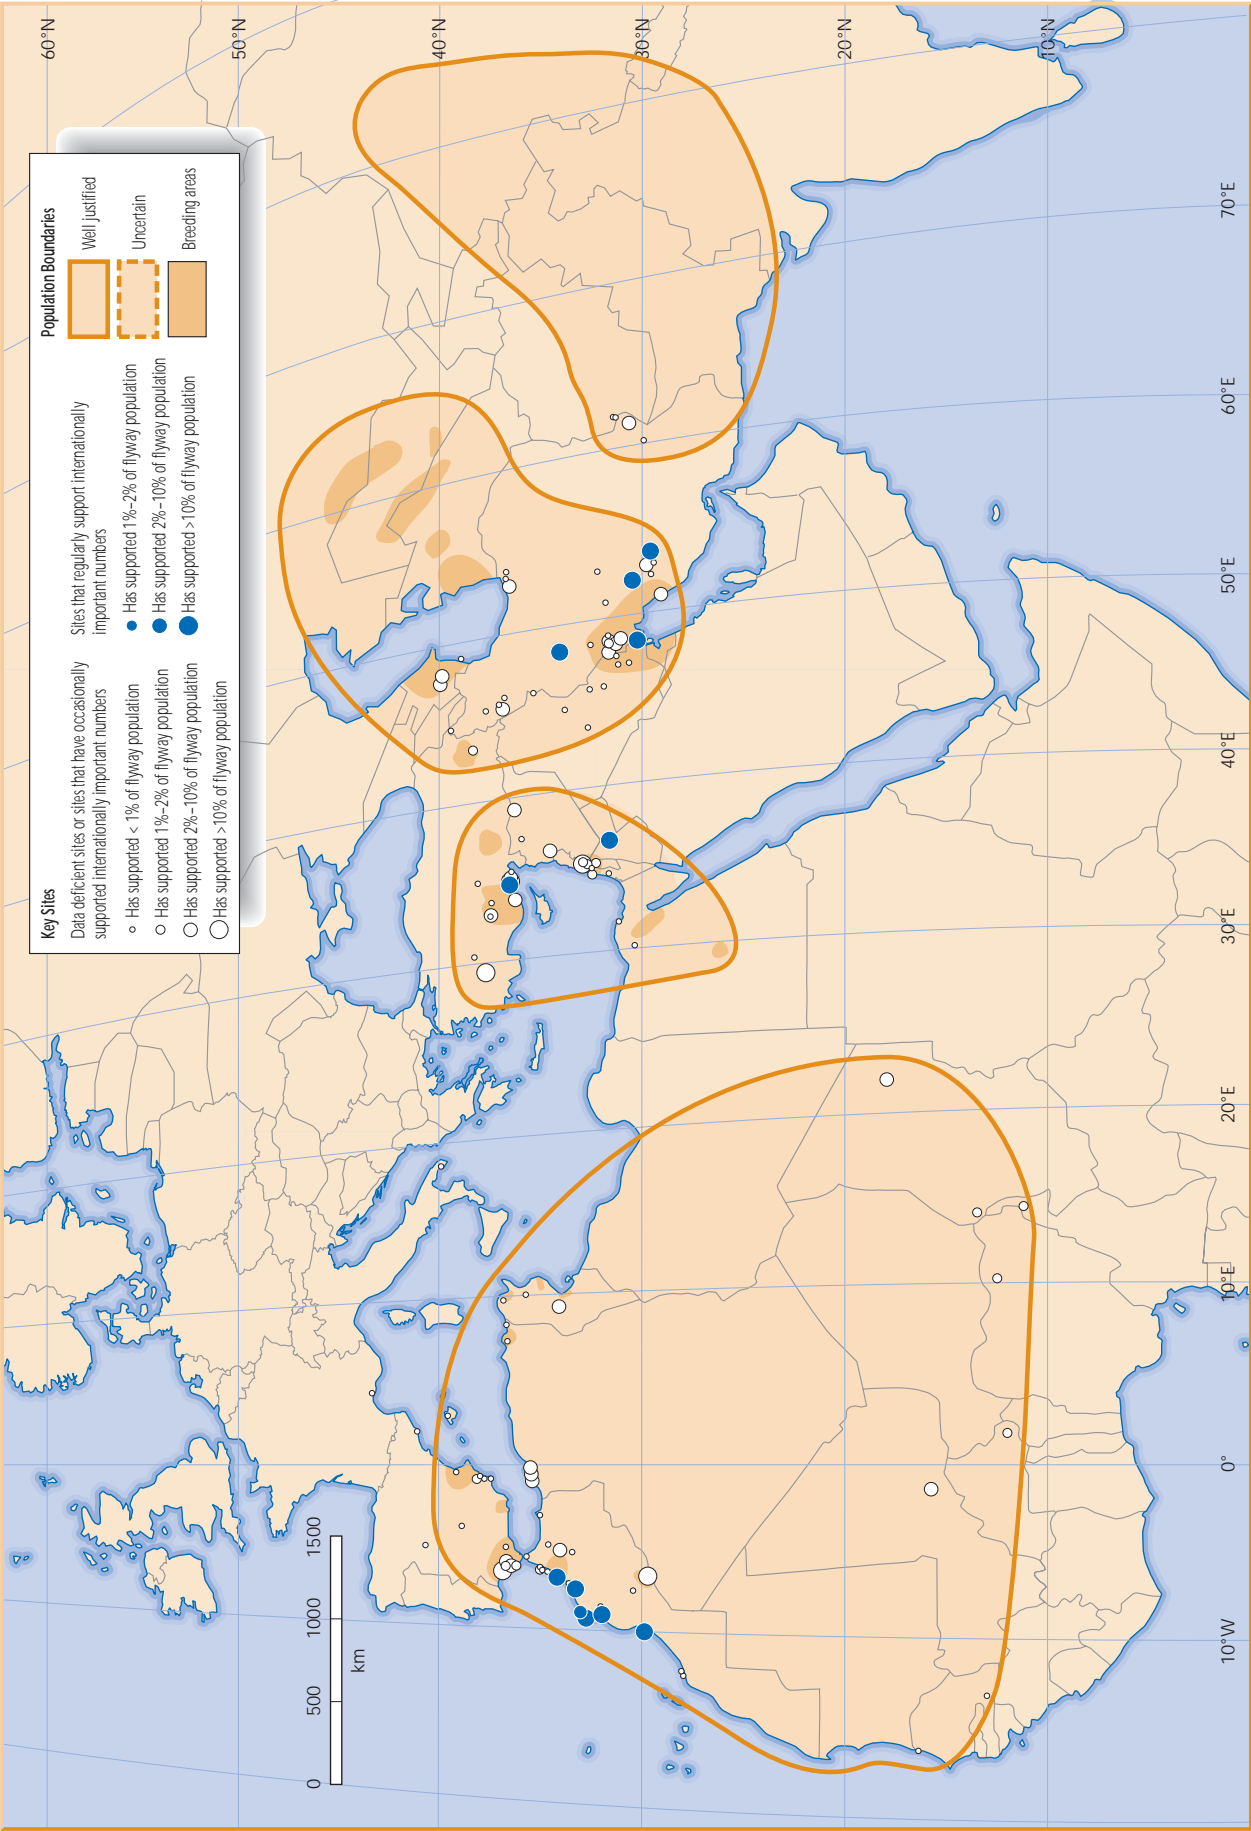 Key Sites
Data deficient sites or sites that have occasionally
supported internationally important numbers
Has supported < 1% of flyway population
Has supported 1%–2% of flyway population
Has supported 2%–10% of flyway population
Has supported >10% of flyway population
Sites that regularly support internationally
important numbers
Has supported 1%–2% of flyway population
Has supported 2%–10% of flyway population
Has supported >10% of flyway population
Population Boundaries
Well justified
Uncertain
Breeding areas
60°N
50°N
40°N
30°N
20°N
10°N
10°W
0°
10°E
20°E
30°E
40°E
50°E
60°E
70°E
0
500
1000
1500
km